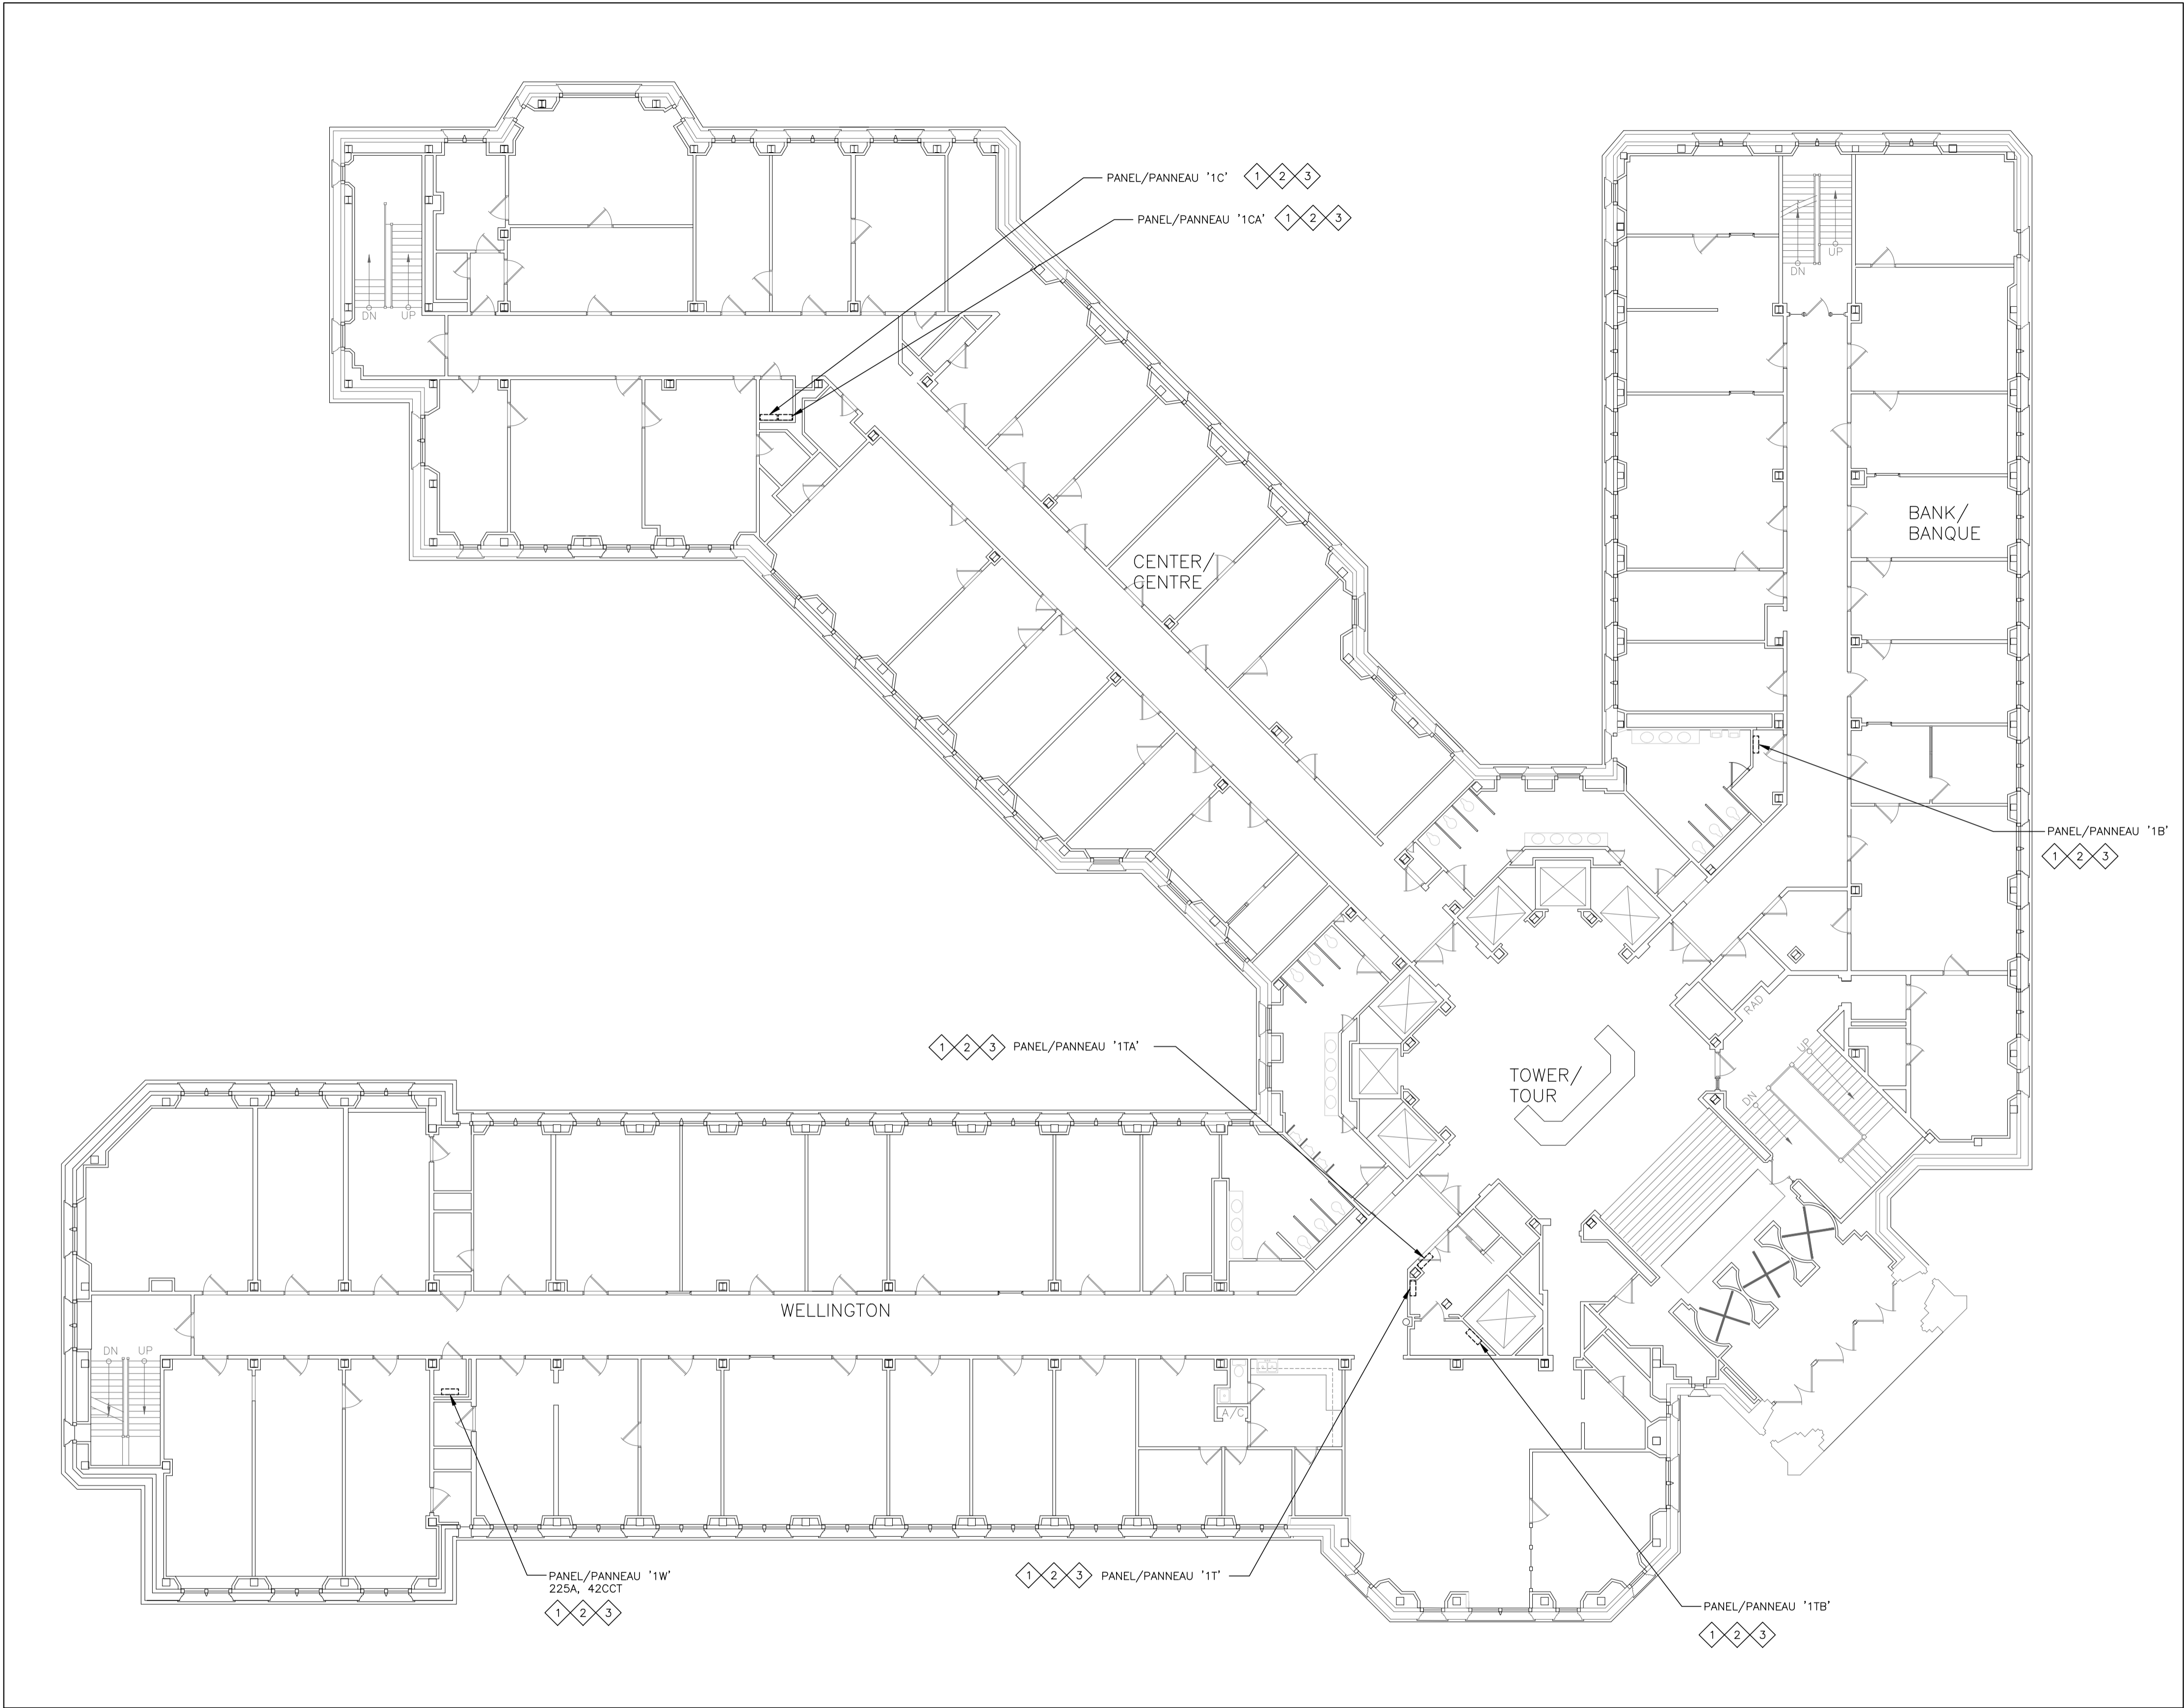 PANEL/PANNEAU '1C' 1 2 3
PANEL/PANNEAU '1CA' 1 2 3
DN UP
DN UP
BANK/
BANQUE
CENTER/
CENTRE
PANEL/PANNEAU '1B'
1 2 3
RAD
1 2 3 PANEL/PANNEAU '1TA'
UP
TOWER/
TOUR
DN
WELLINGTON
DN UP
A/C
PANEL/PANNEAU '1W'
225A, 42CCT
1 2 3
1 2 3 PANEL/PANNEAU '1T'
PANEL/PANNEAU '1TB'
1 2 3